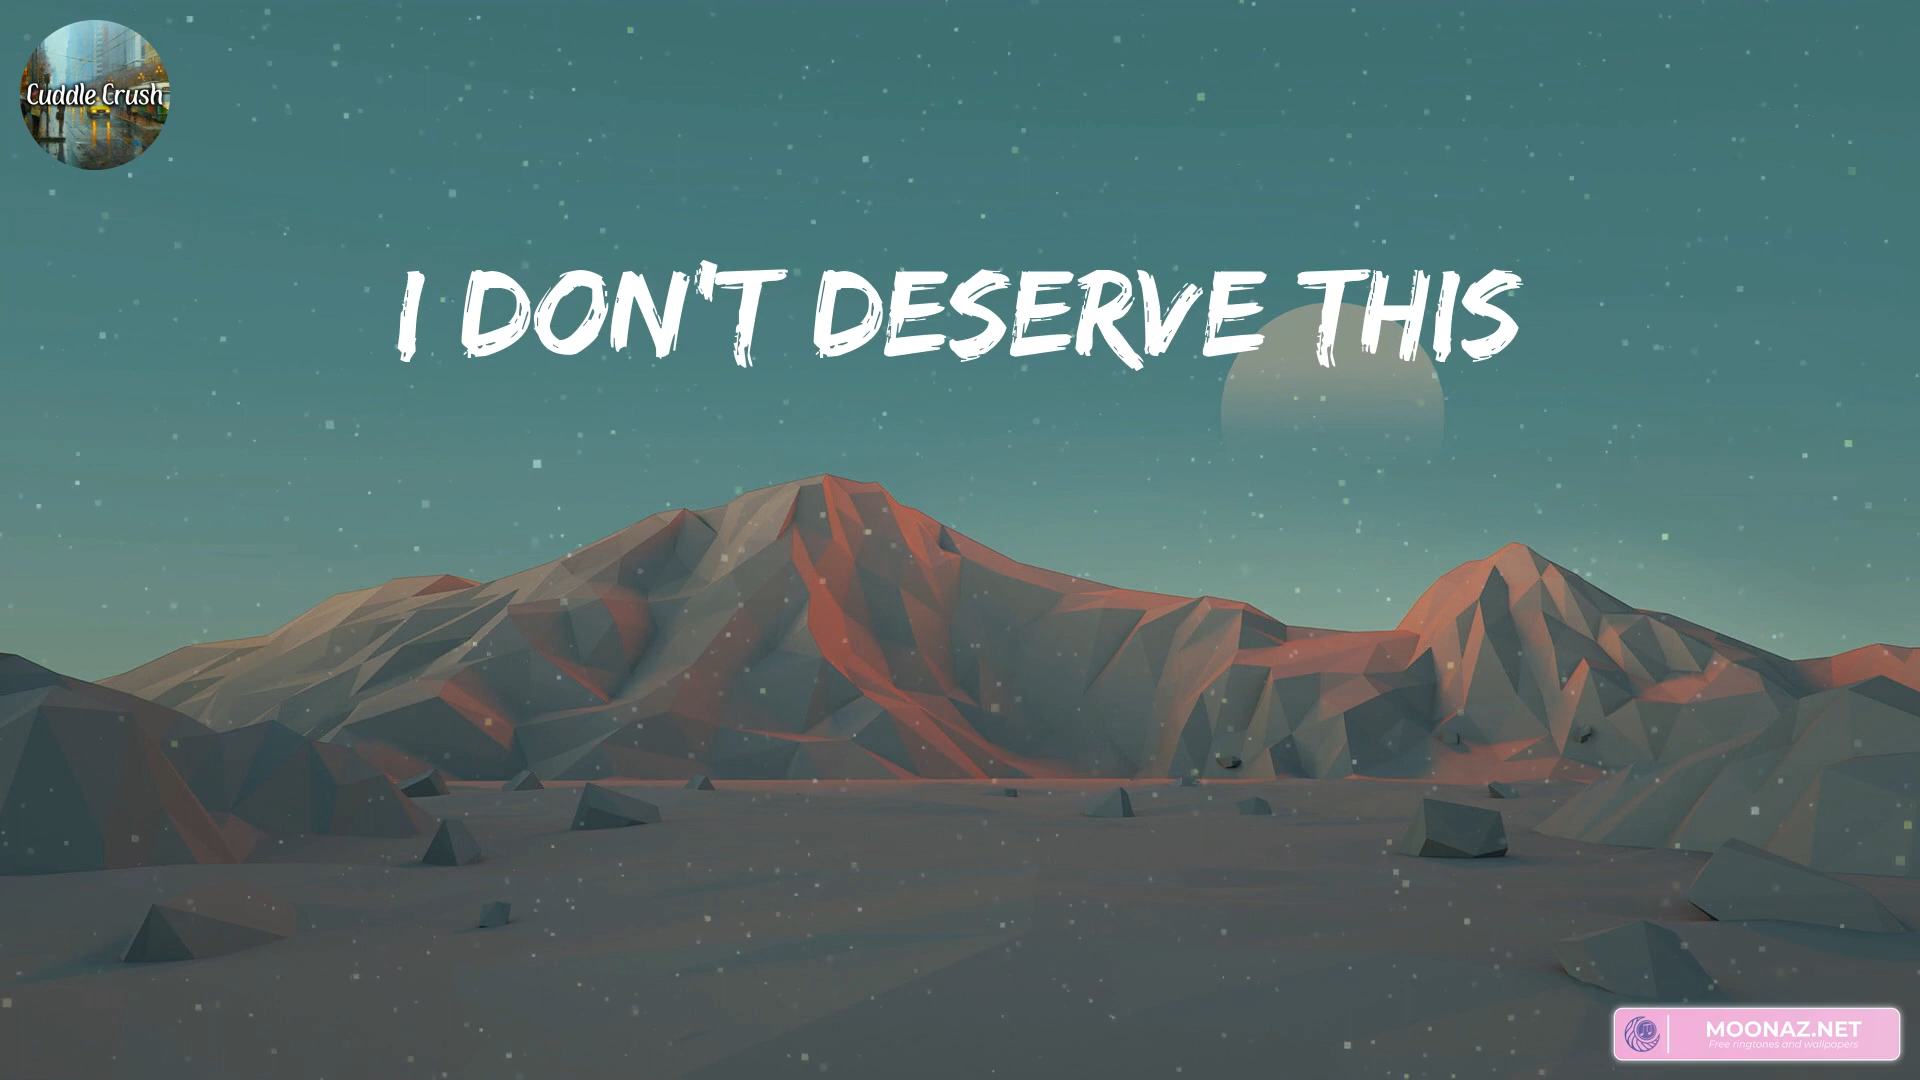 Cuddle Crush
I DON'T DESERVE THIS
MOONAZ.NET
Free ringtones and wallpapers